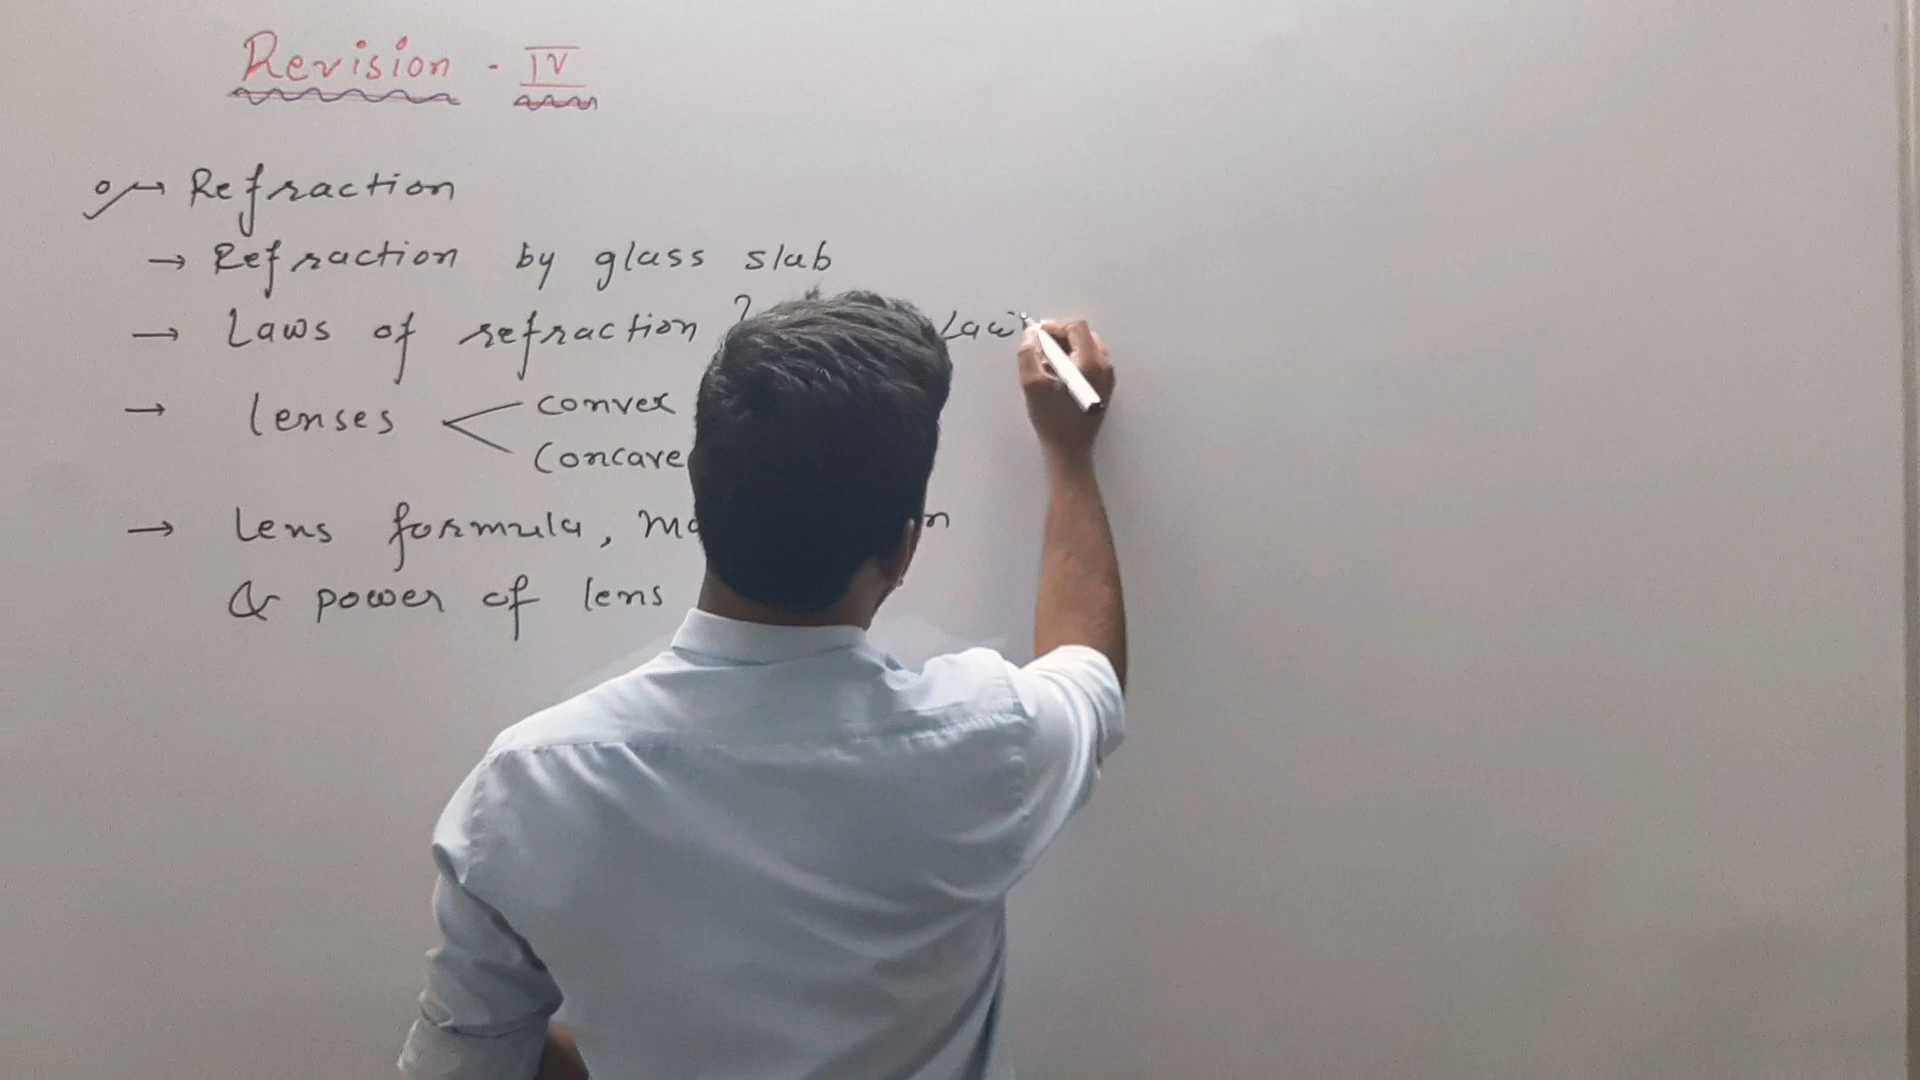 Revision - IV
Refraction
→ Refraction by glass slab
→ Laws of refraction
→ lenses < convex
concave
→ lens formula,
& power of lens